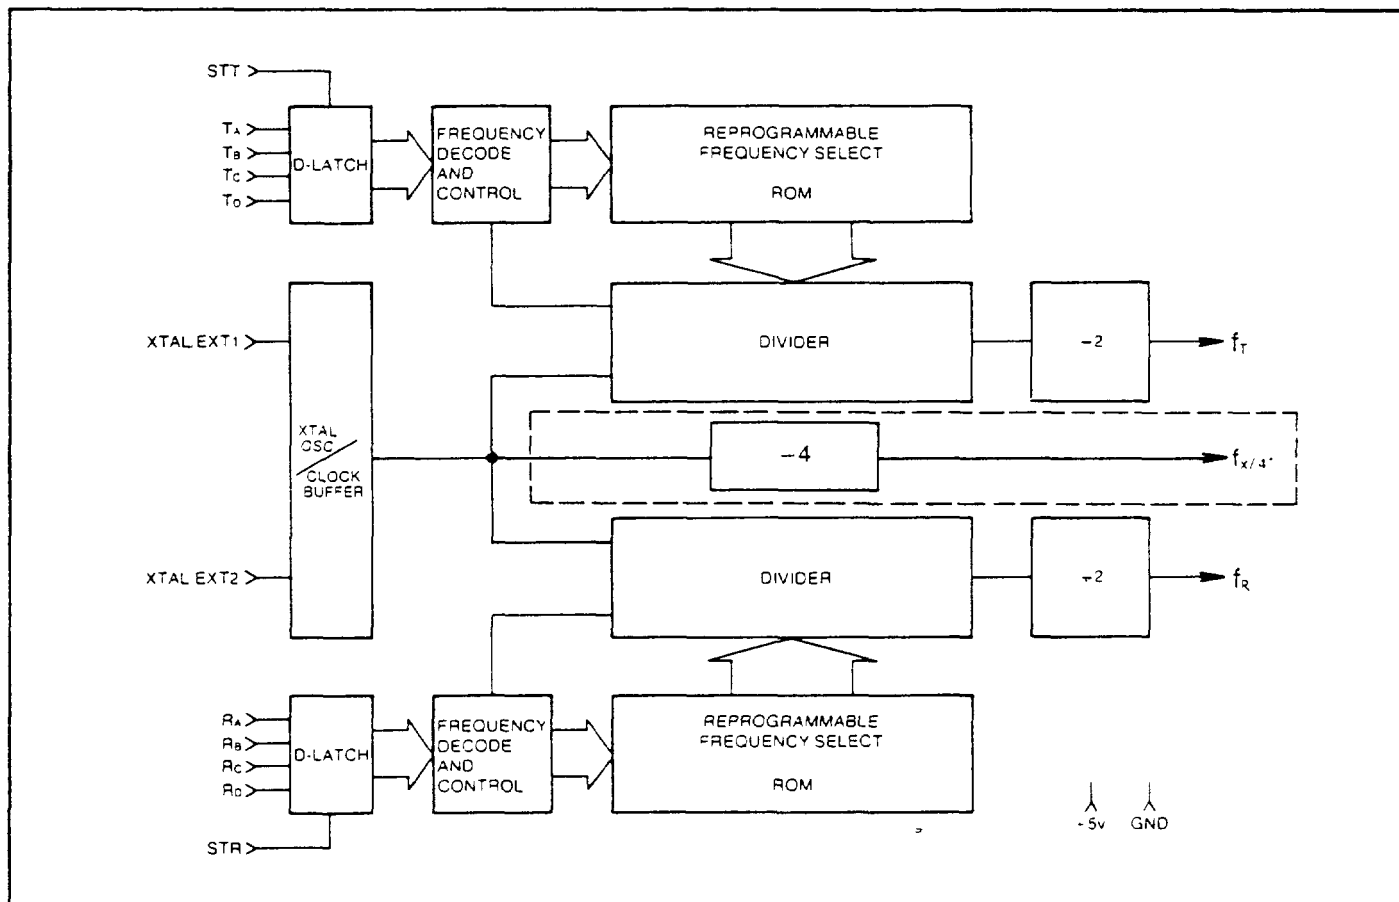 STT
TA
TB
TC
TD
D-LATCH
FREQUENCY
DECODE
AND
CONTROL
REPROGRAMMABLE
FREQUENCY SELECT
ROM
XTAL EXT1
DIVIDER
-2
fT
XTAL
OSC
CLOCK
BUFFER
-4
fX/4*
XTAL EXT2
DIVIDER
÷2
fR
RA
RB
RC
RD
D-LATCH
FREQUENCY
DECODE
AND
CONTROL
REPROGRAMMABLE
FREQUENCY SELECT
ROM
STR
+5v
GND